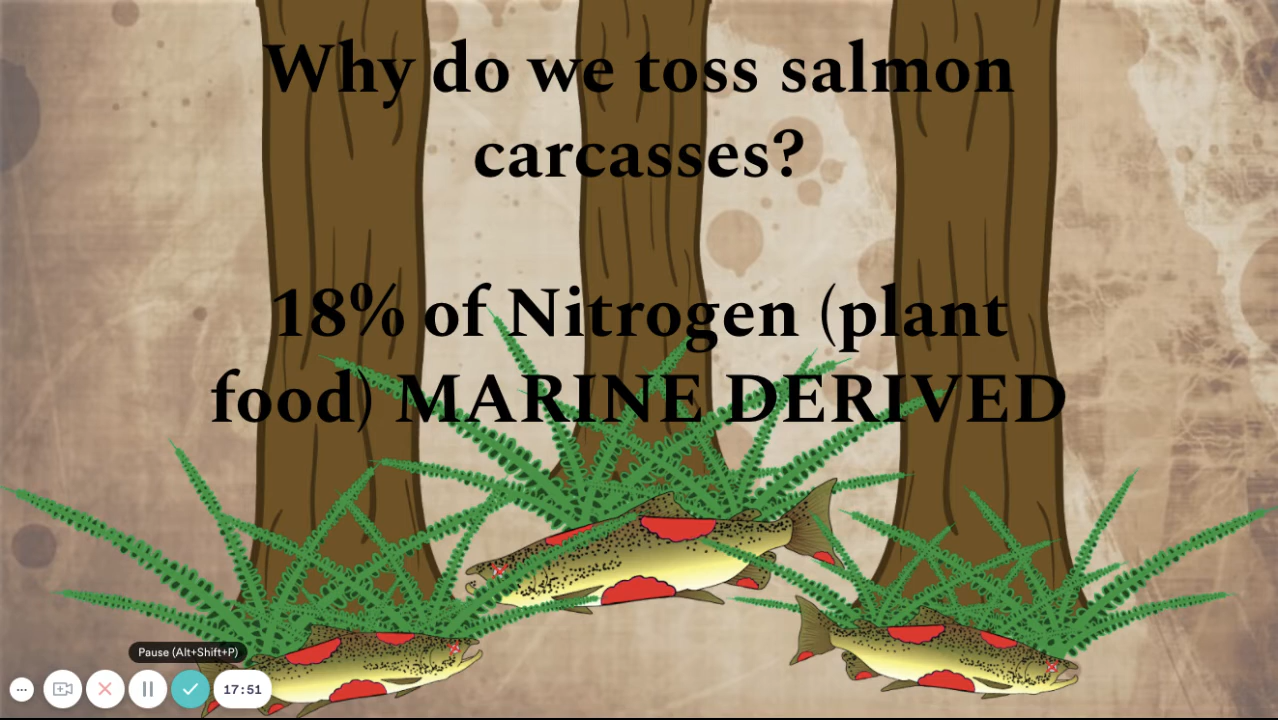 Why do we toss salmon
carcasses?
18% of Nitrogen (plant
food) MARINE DERIVED
Pause (Alt+Shift+P)
17:51